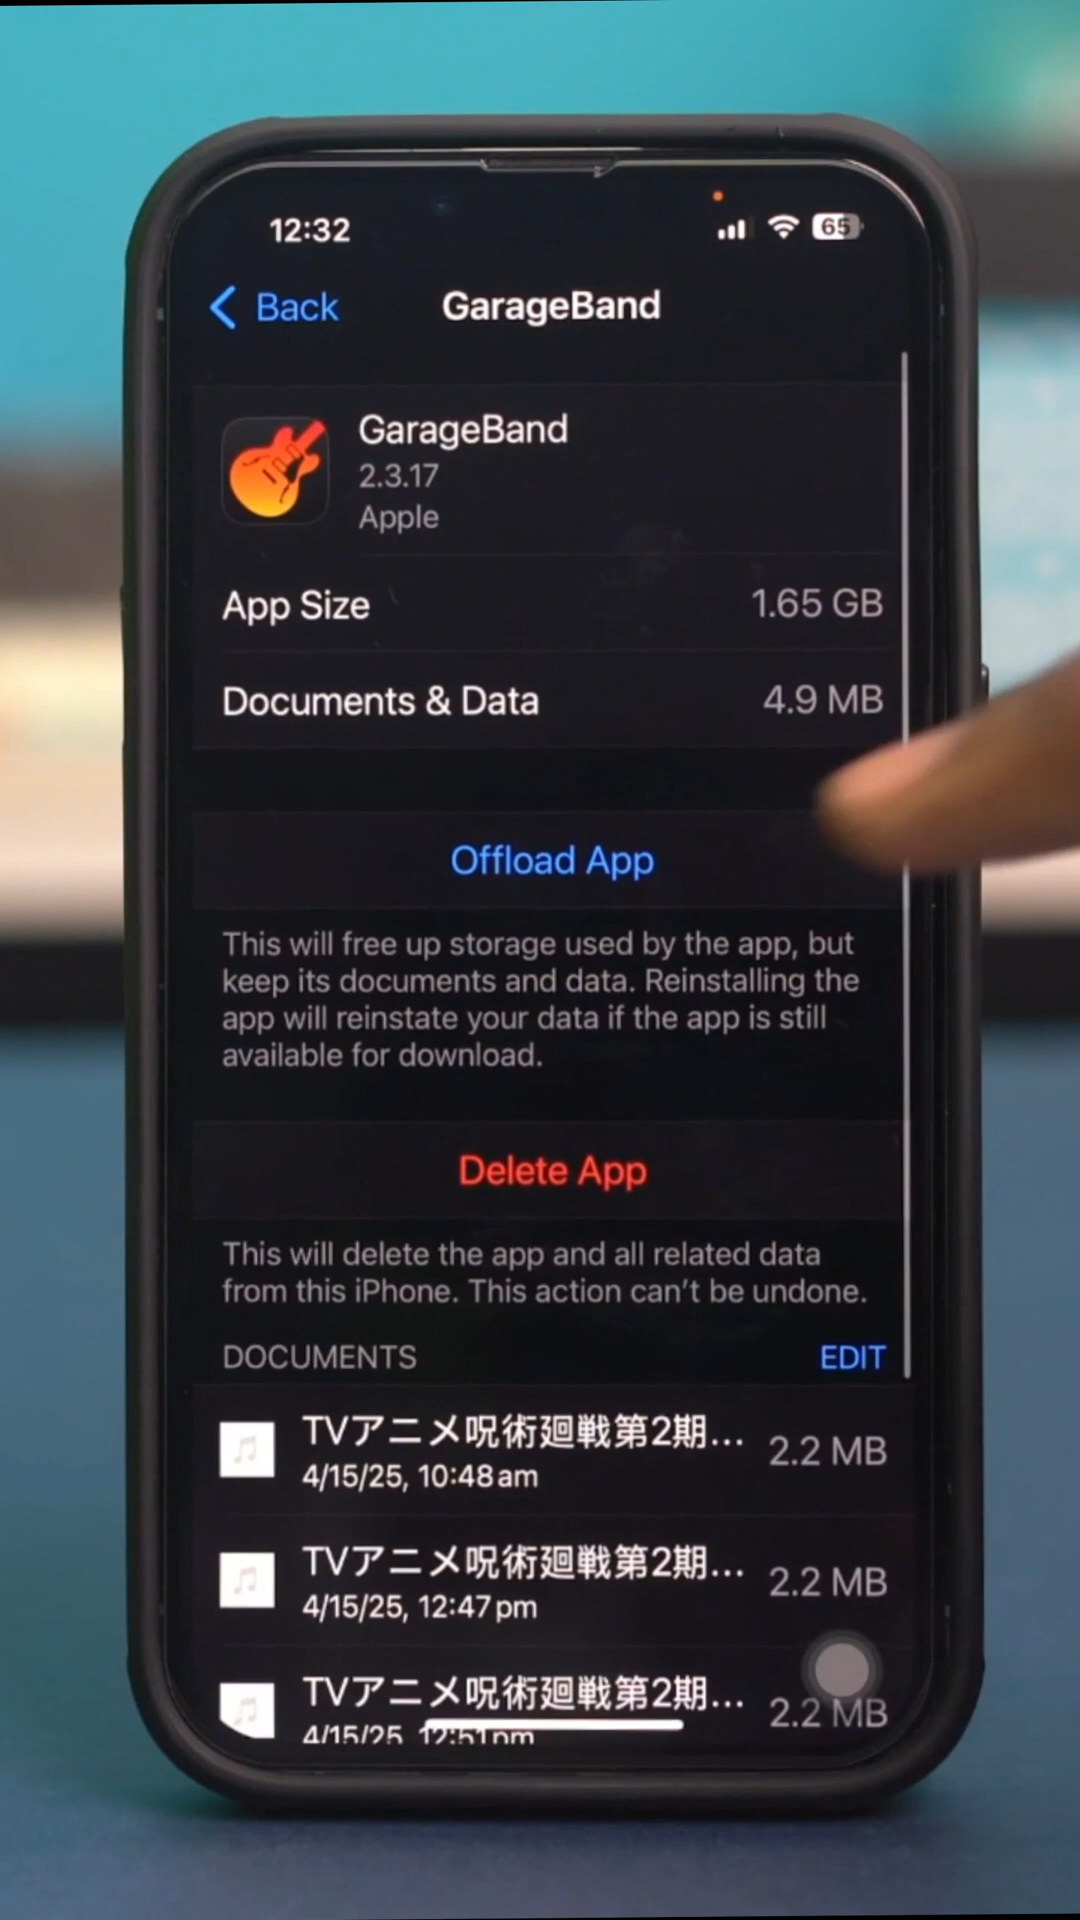 12:32
65
Back
GarageBand
GarageBand
2.3.17
Apple
App Size
1.65 GB
Documents & Data
4.9 MB
Offload App
This will free up storage used by the app, but
keep its documents and data. Reinstalling the
app will reinstate your data if the app is still
available for download.
Delete App
This will delete the app and all related data
from this iPhone. This action can't be undone.
DOCUMENTS
EDIT
TVアニメ呪術廻戦第2期...
2.2 MB
4/15/25, 10:48 am
TVアニメ呪術廻戦第2期...
2.2 MB
4/15/25, 12:47 pm
TVアニメ呪術廻戦第2期...
2.2 MB
4/15/25, 12:51 pm